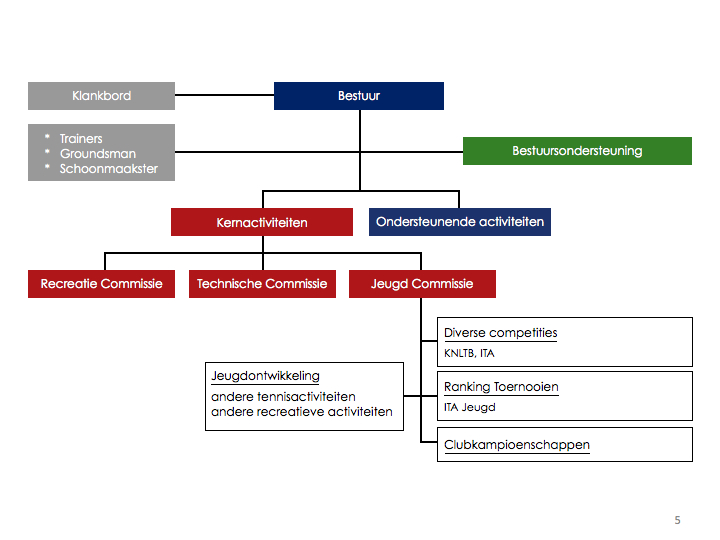 Klankbord
Bestuur
* Trainers
* Groundsman
* Schoonmaakster
Bestuursondersteuning
Kernactiviteiten
Ondersteunende activiteiten
Recreatie Commissie
Technische Commissie
Jeugd Commissie
Diverse competities
KNLTB, ITA
Jeugdontwikkeling
andere tennisactiviteiten
andere recreatieve activiteiten
Ranking Toernooien
ITA Jeugd
Clubkampioenschappen
5